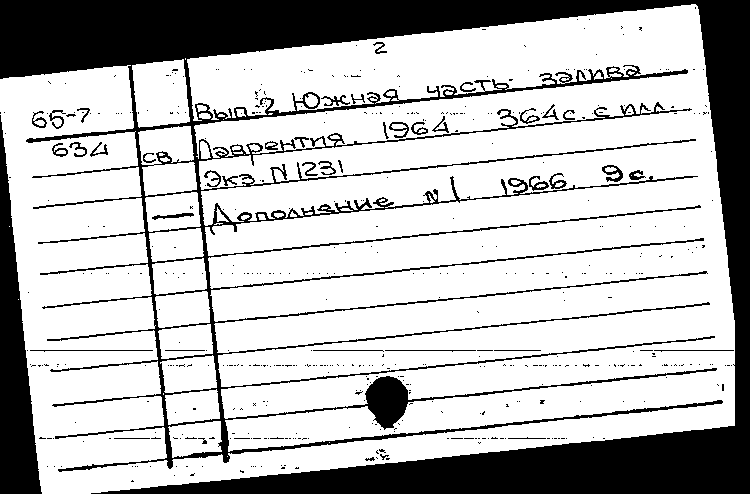 2
65-7 Вып. 2 Южная часть залива
634 св. Лаврентия. 1964. 364с. с илл.
Экз. N 1231
— Дополнение N 1. 1966. 9с.